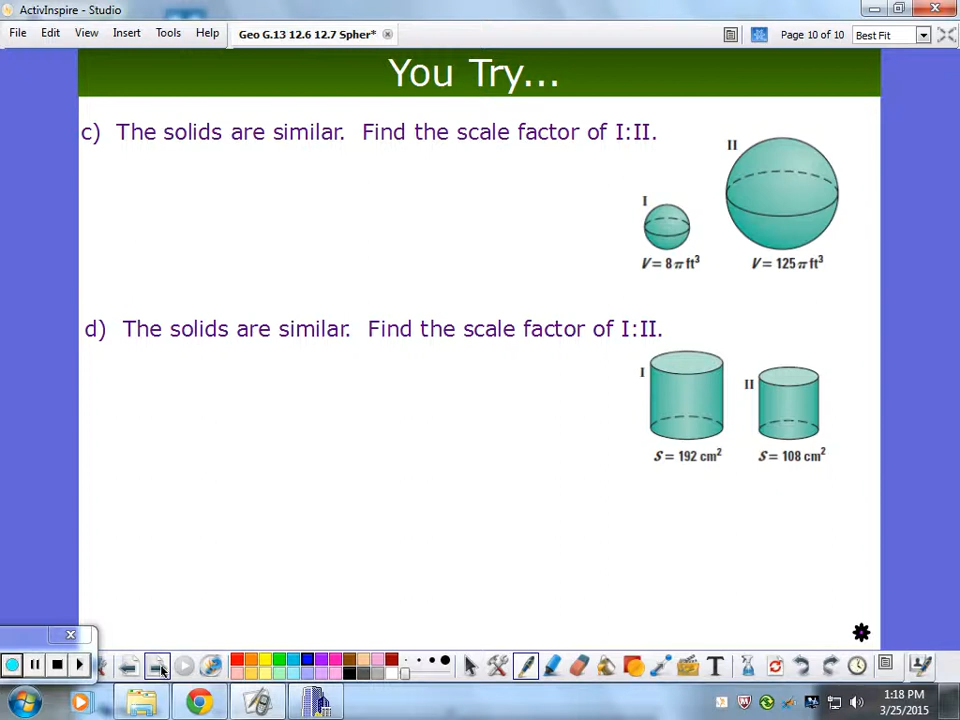 ActivInspire - Studio
File Edit View Insert Tools Help Geo G.13 12.6 12.7 Spher* Page 10 of 10 Best Fit
You Try...
c) The solids are similar. Find the scale factor of I:II.
II
I
V = 8 π ft³ V = 125 π ft³
d) The solids are similar. Find the scale factor of I:II.
I II
S = 192 cm² S = 108 cm²
T
1:18 PM
3/25/2015